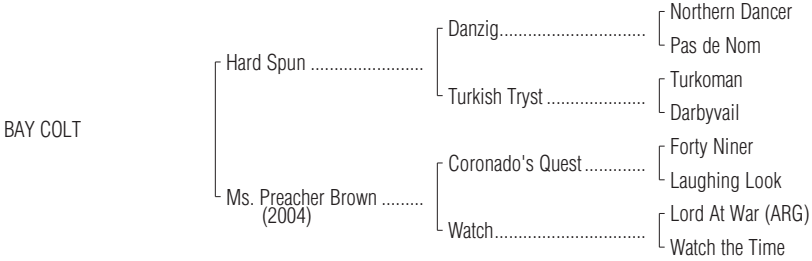 Northern Dancer
Danzig...............................
Pas de Nom
Hard Spun ........................
Turkoman
Turkish Tryst .....................
Darbyvail
BAY COLT
Forty Niner
Coronado's Quest.............
Laughing Look
Ms. Preacher Brown .........
(2004)
Lord At War (ARG)
Watch................................
Watch the Time